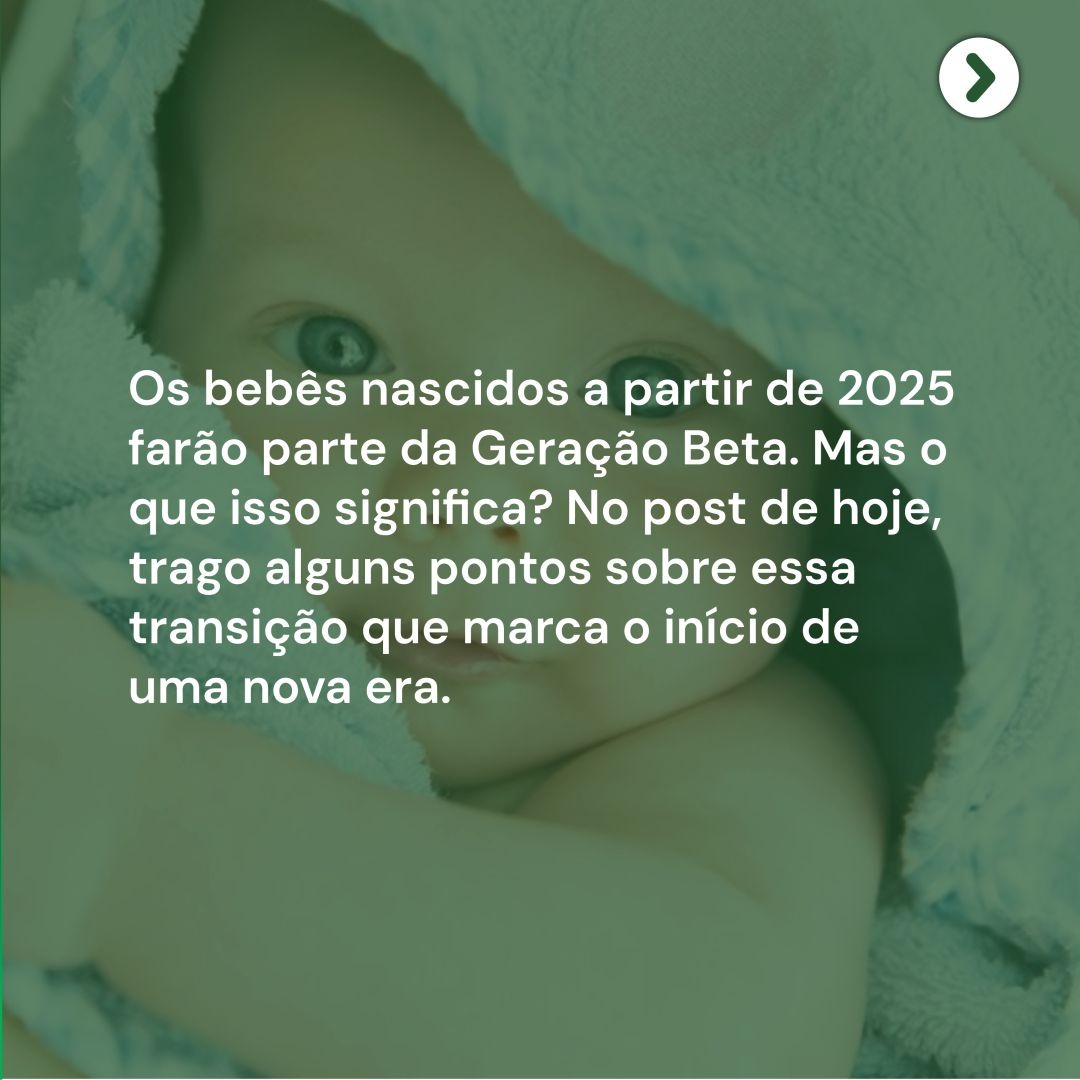 Os bebês nascidos a partir de 2025
farão parte da Geração Beta. Mas o
que isso significa? No post de hoje,
trago alguns pontos sobre essa
transição que marca o início de
uma nova era.